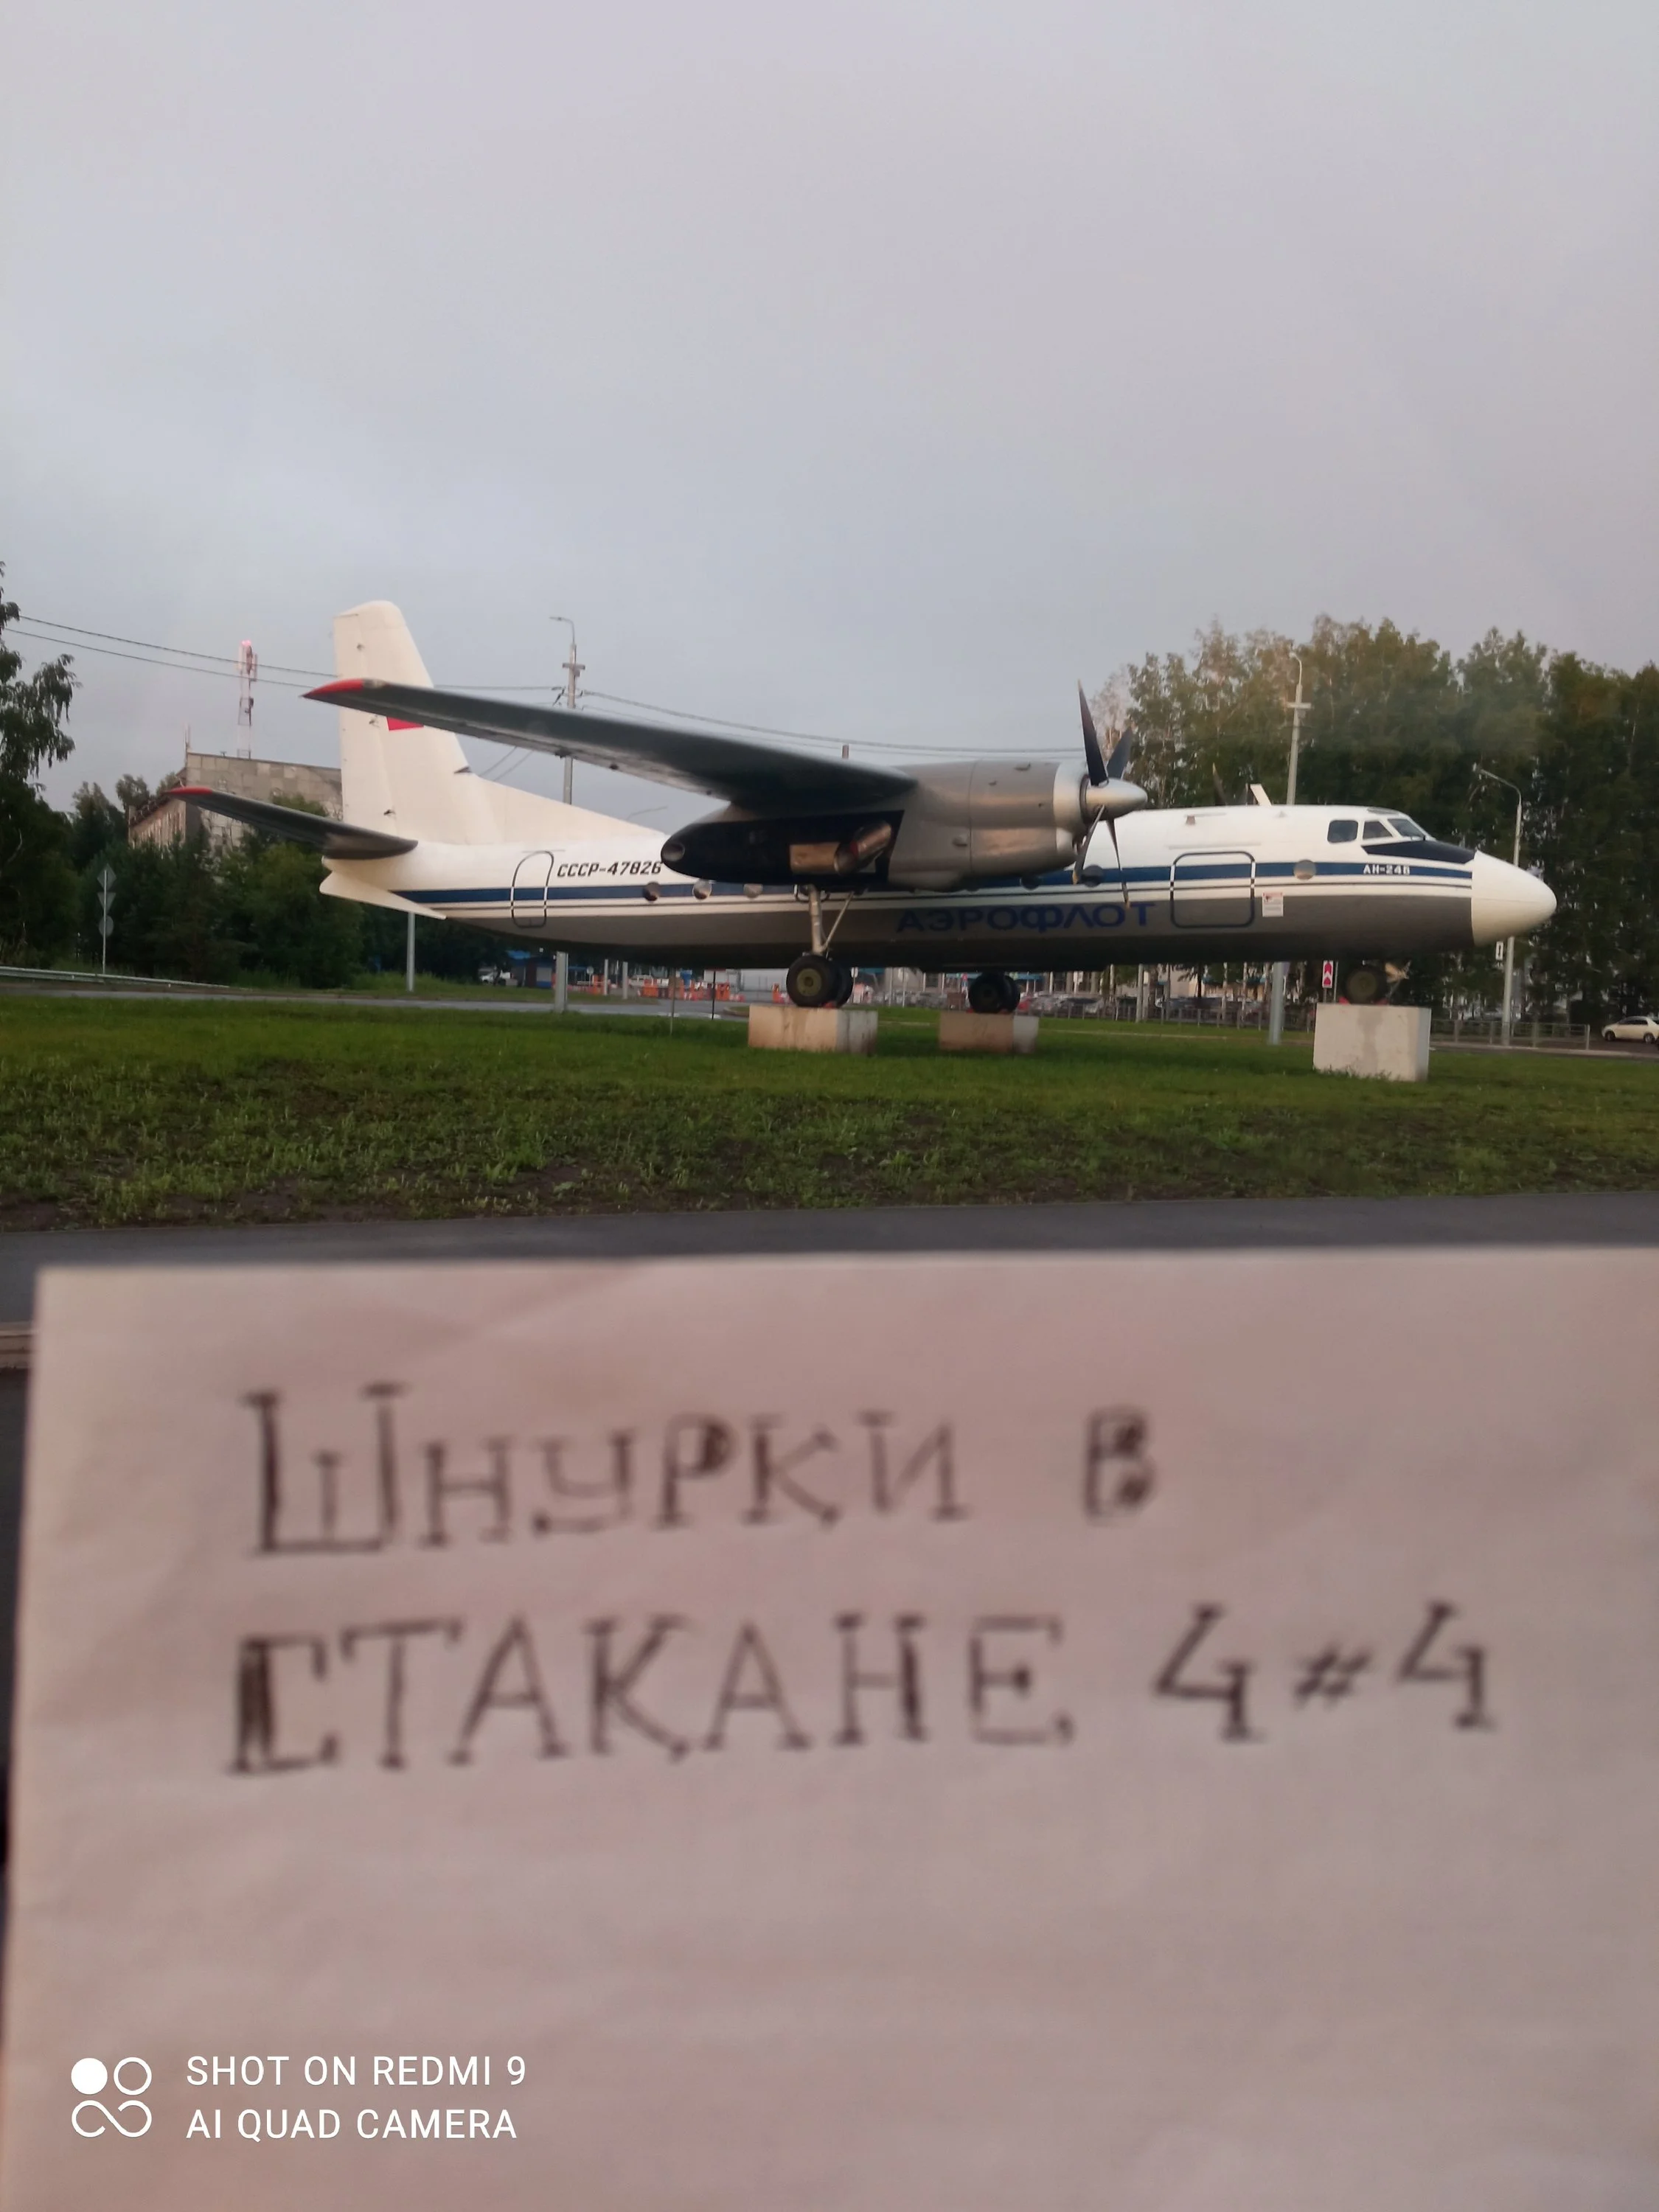 СССР-47826
АН-24Б
АЭРОФЛОТ
Шнурки в
СТАКАНЕ 4#4
SHOT ON REDMI 9
AI QUAD CAMERA